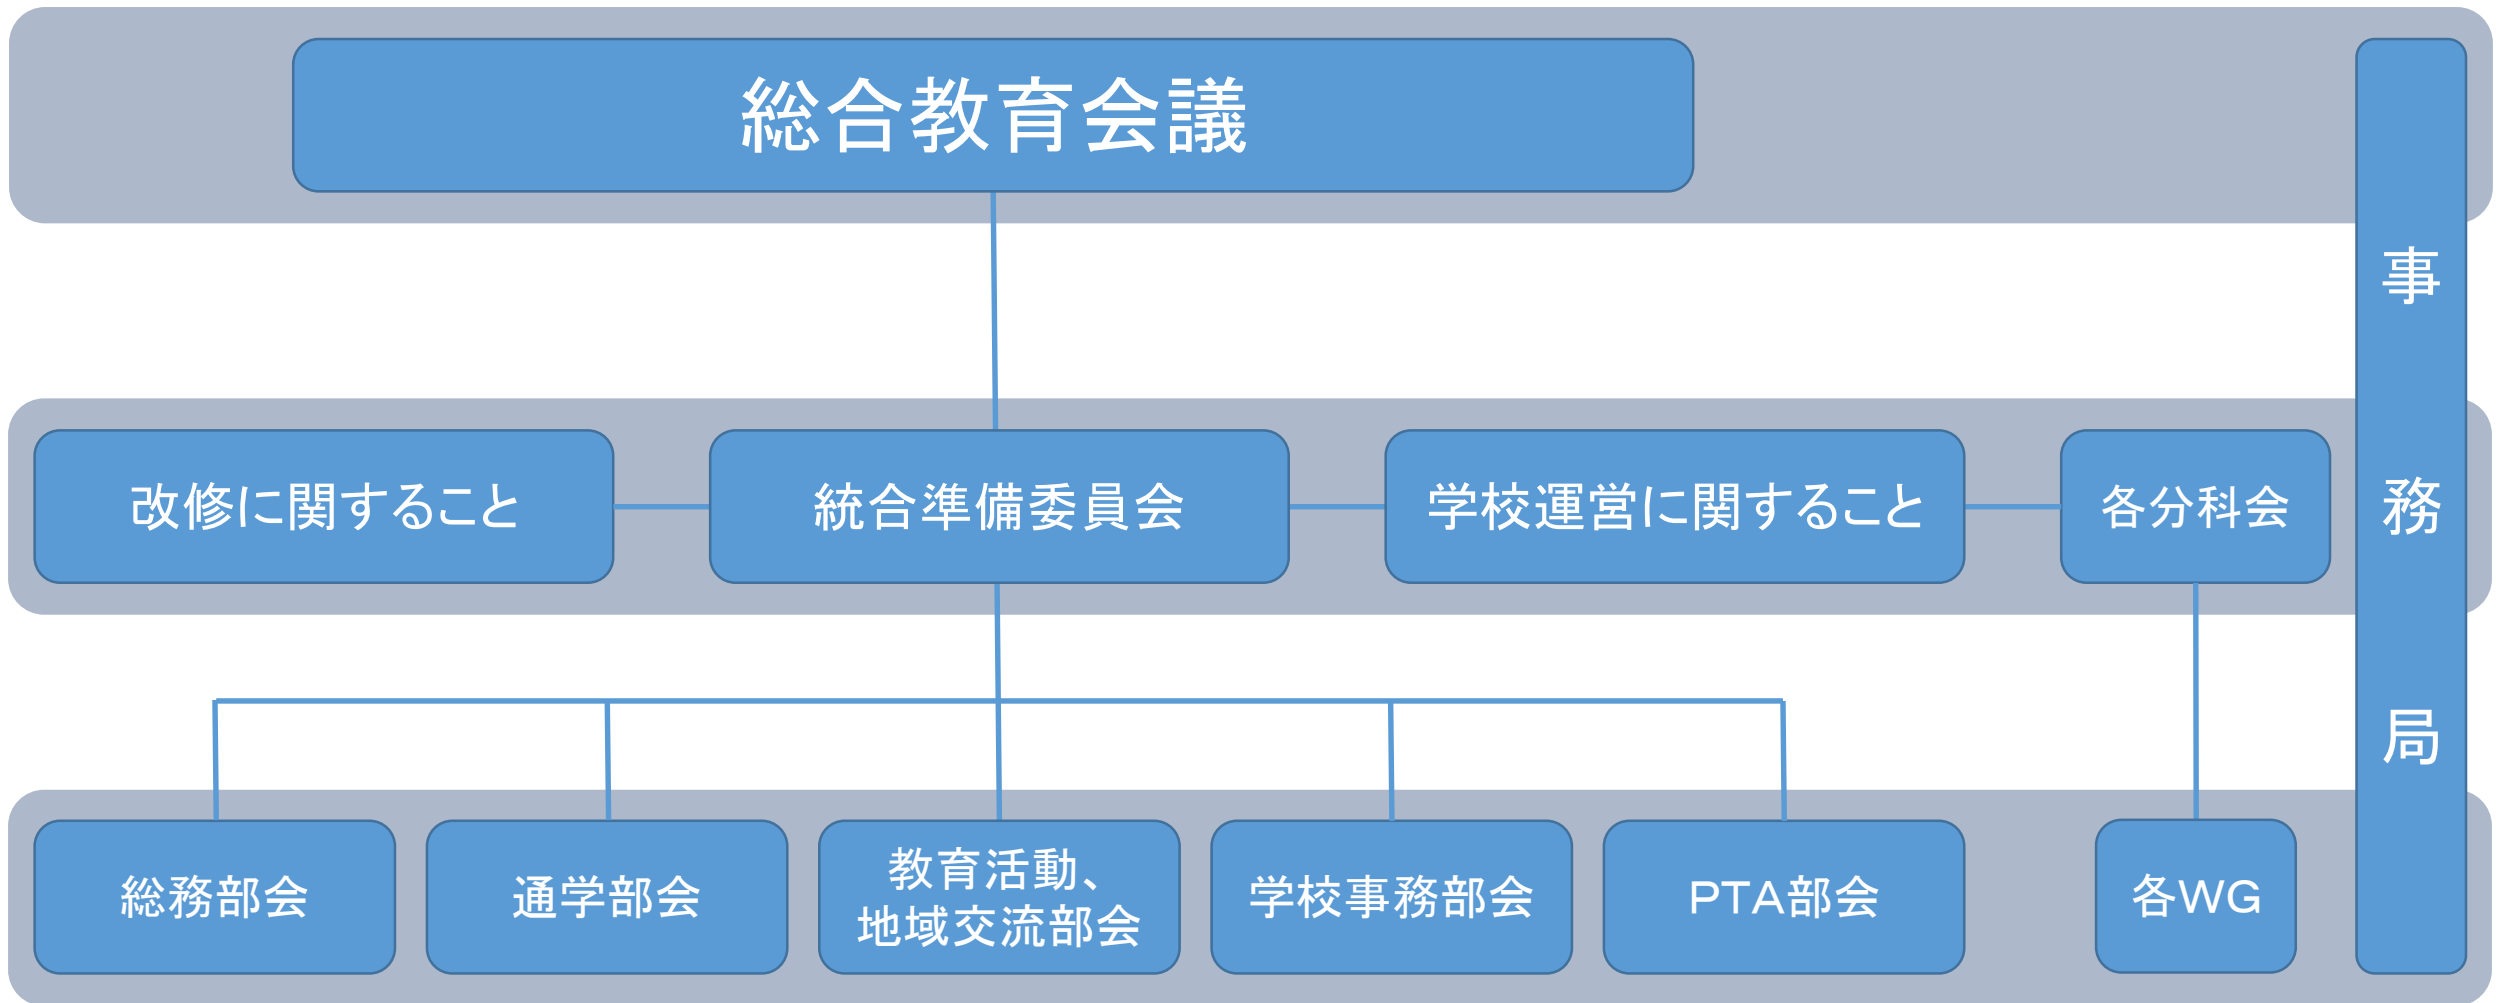 総合教育会議
事
務
局
改修に関すること
統合準備委員会
学校活用に関すること
各分科会
総務部会
通学部会
教育活動、
地域交流部会
学校事務部会
PTA部会
各WG